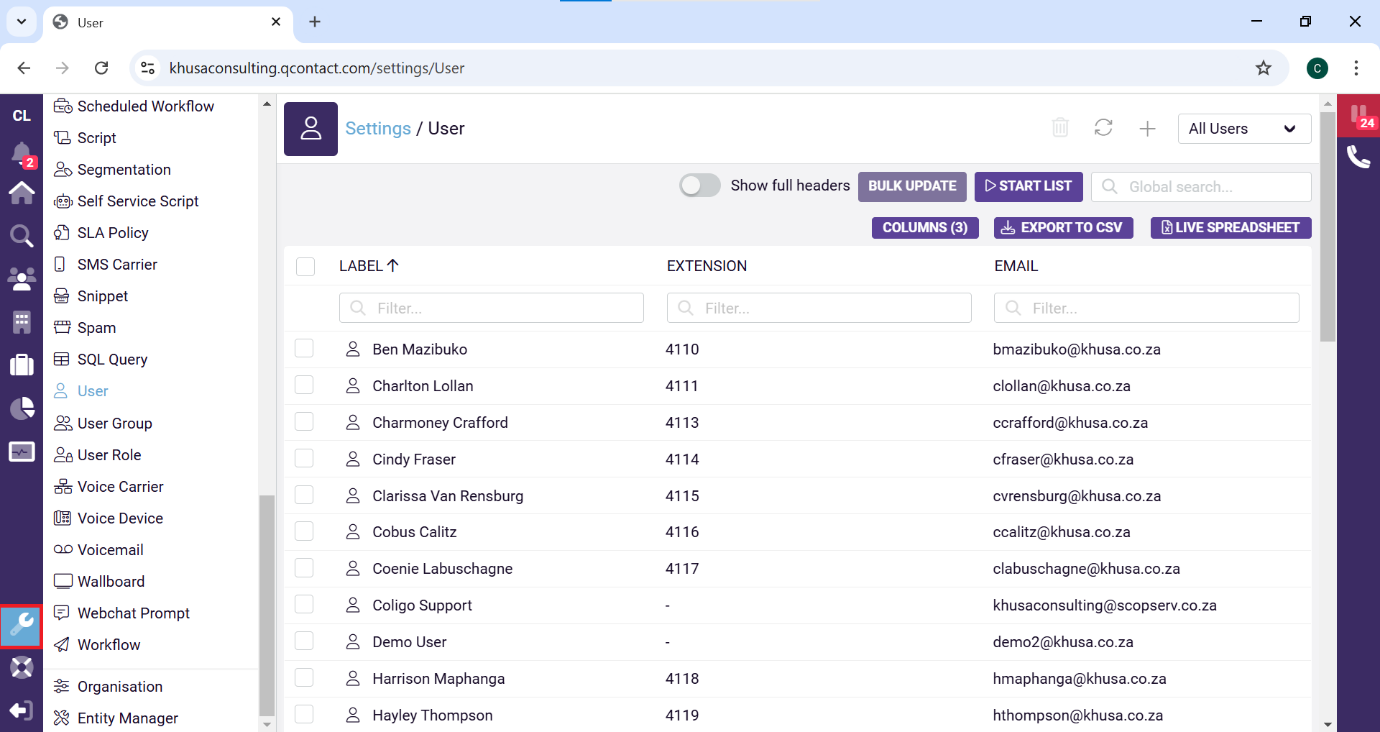 User
khusaconsulting.qcontact.com/settings/User
C
CL
2
Scheduled Workflow
Script
Segmentation
Self Service Script
SLA Policy
SMS Carrier
Snippet
Spam
SQL Query
User
User Group
User Role
Voice Carrier
Voice Device
Voicemail
Wallboard
Webchat Prompt
Workflow
Organisation
Entity Manager
Settings / User
All Users
24
Show full headers
BULK UPDATE
START LIST
Global search...
COLUMNS (3)
EXPORT TO CSV
LIVE SPREADSHEET
LABEL EXTENSION EMAIL
Filter... Filter... Filter...
Ben Mazibuko 4110 bmazibuko@khusa.co.za
Charlton Lollan 4111 clollan@khusa.co.za
Charmoney Crafford 4113 ccrafford@khusa.co.za
Cindy Fraser 4114 cfraser@khusa.co.za
Clarissa Van Rensburg 4115 cvrensburg@khusa.co.za
Cobus Calitz 4116 ccalitz@khusa.co.za
Coenie Labuschagne 4117 clabuschagne@khusa.co.za
Coligo Support - khusaconsulting@scopserv.co.za
Demo User - demo2@khusa.co.za
Harrison Maphanga 4118 hmaphanga@khusa.co.za
Hayley Thompson 4119 hthompson@khusa.co.za